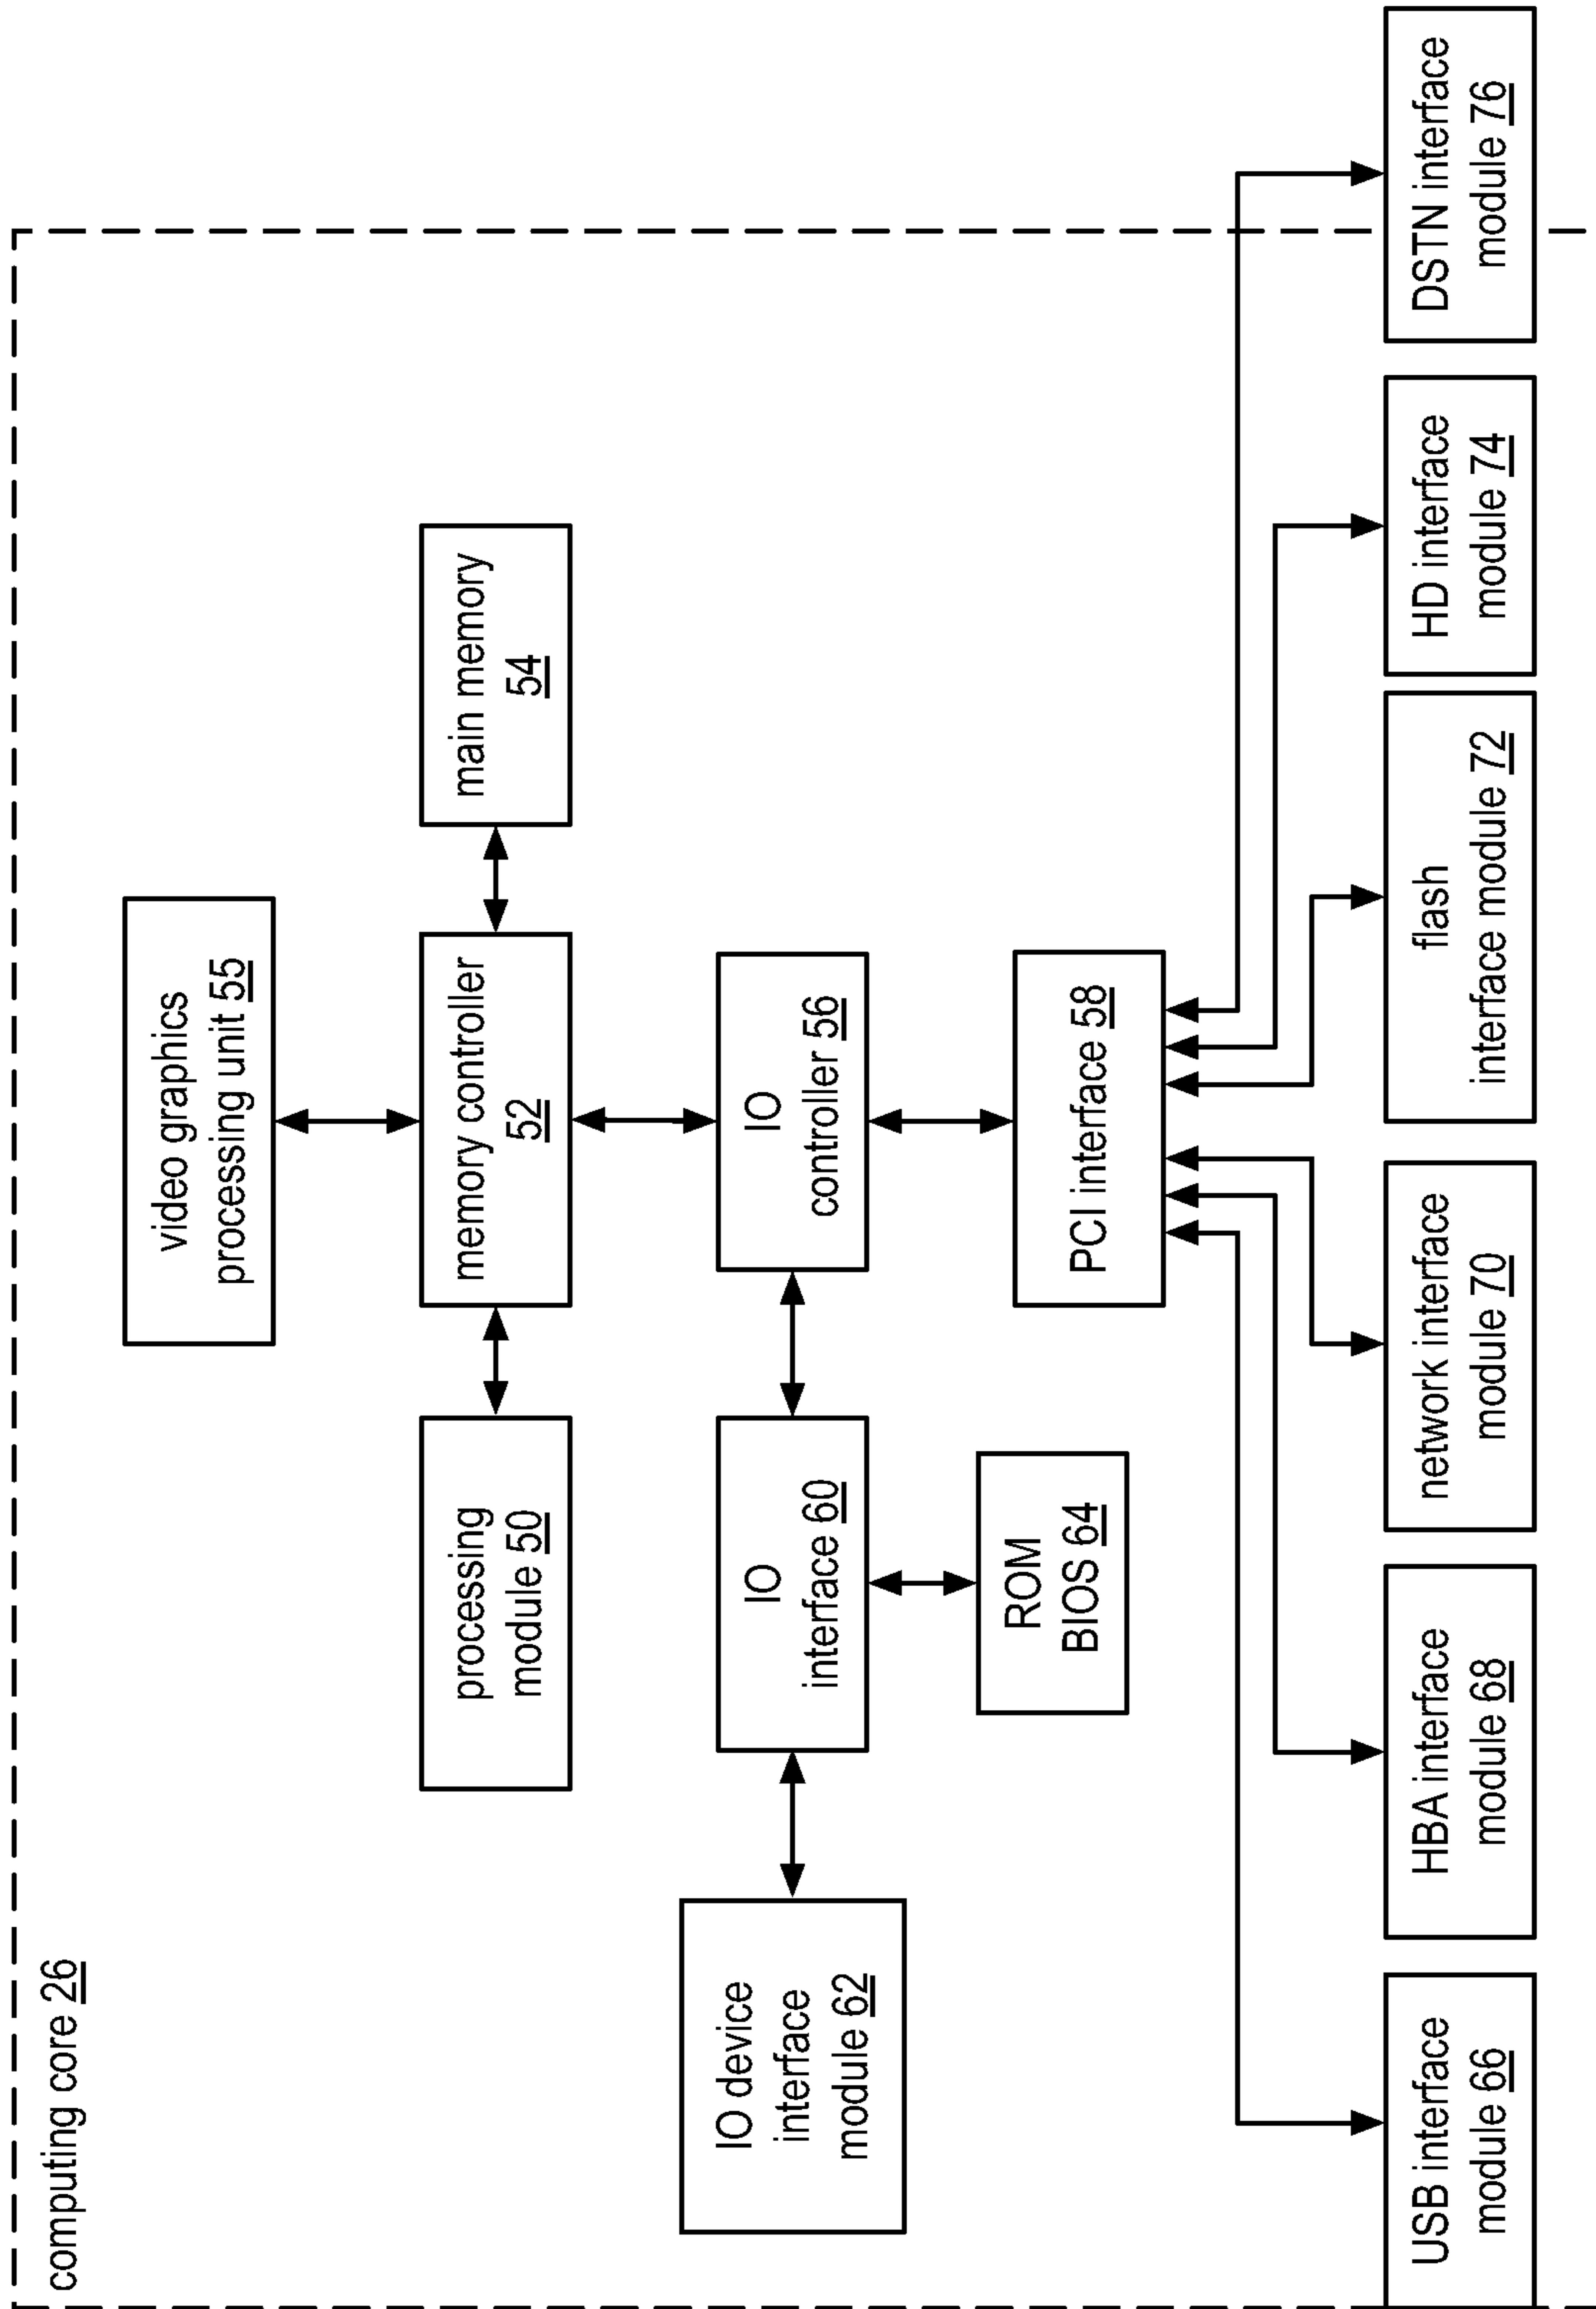 computing core 26
video graphics
processing unit 55
processing
module 50
memory controller
52
main memory
54
IO device
interface
module 62
IO
interface 60
IO
controller 56
ROM
BIOS 64
PCI interface 58
USB interface
module 66
HBA interface
module 68
network interface
module 70
flash
interface module 72
HD interface
module 74
DSTN interface
module 76